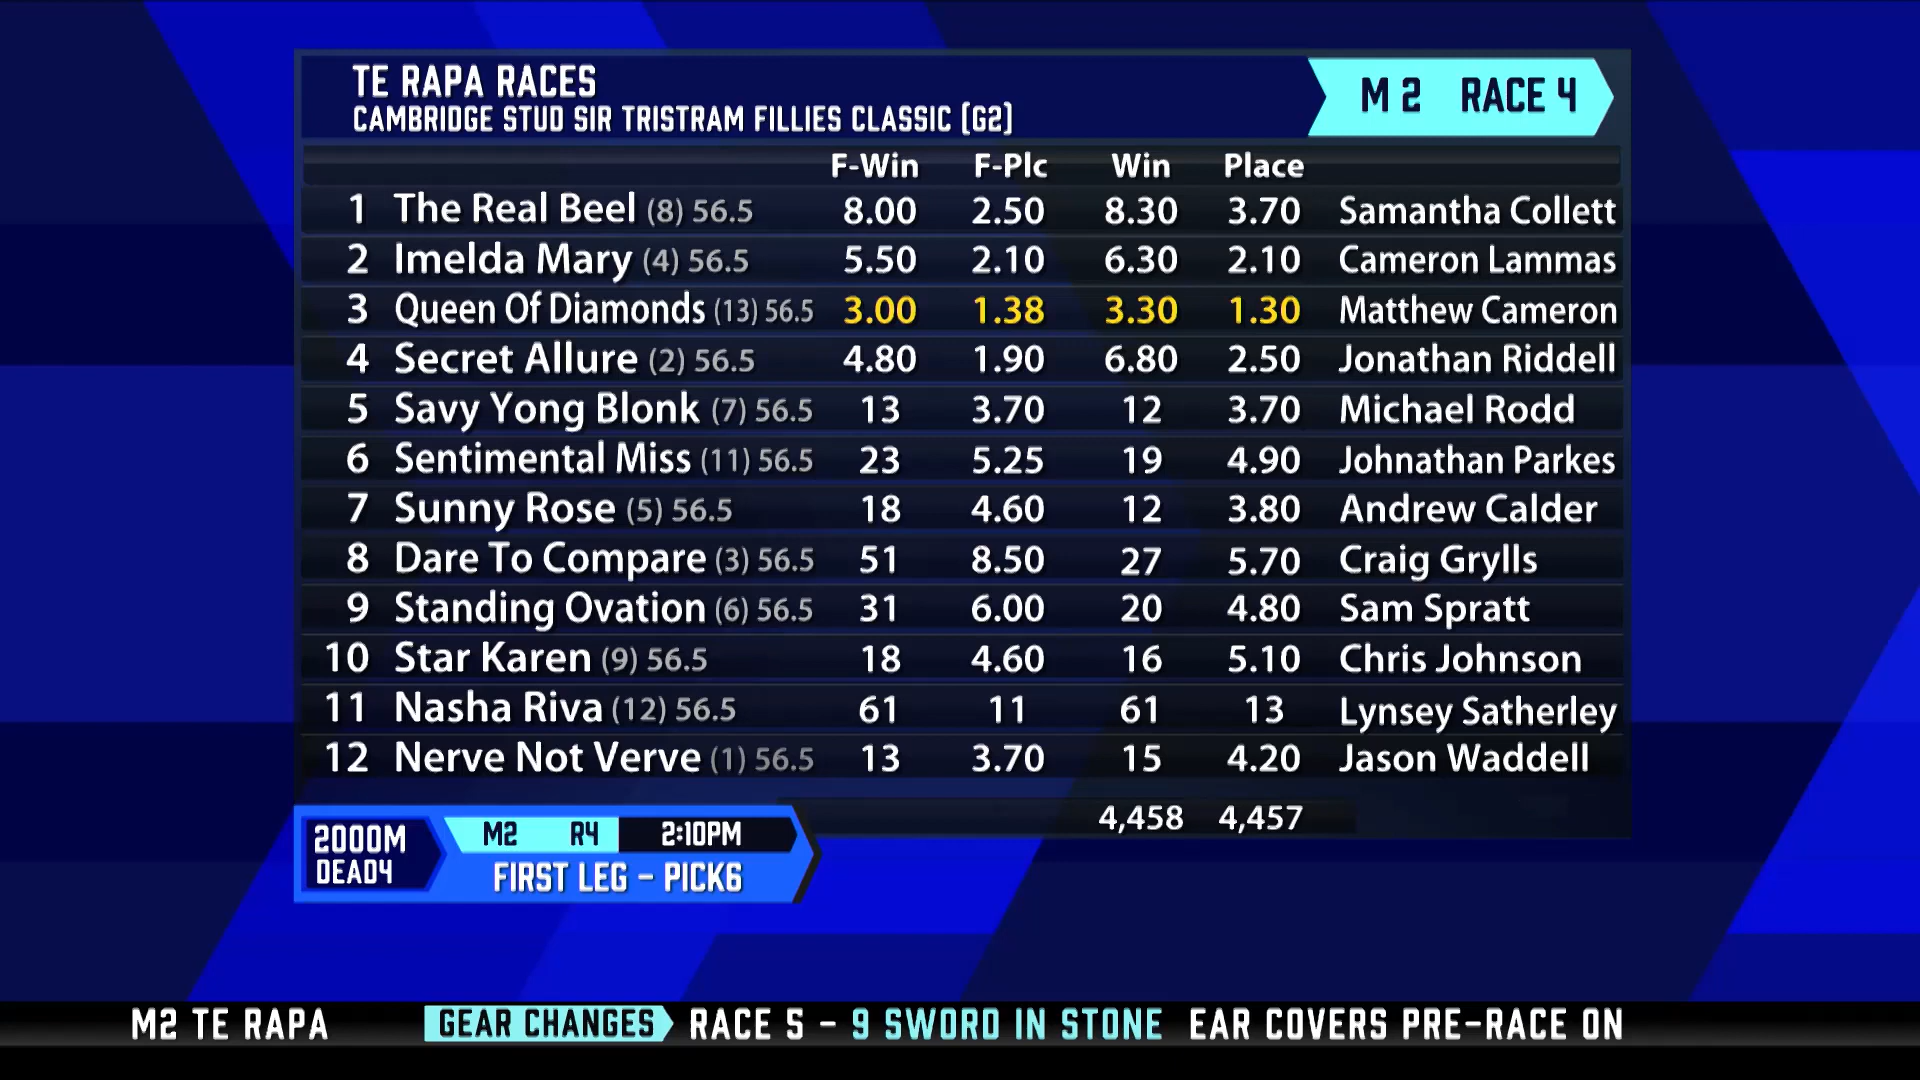 TE RAPA RACES
CAMBRIDGE STUD SIR TRISTRAM FILLIES CLASSIC (G2)
M 2 RACE 4
F-Win F-Plc Win Place
1 The Real Beel (8) 56.5 8.00 2.50 8.30 3.70 Samantha Collett
2 Imelda Mary (4) 56.5 5.50 2.10 6.30 2.10 Cameron Lammas
3 Queen Of Diamonds (13) 56.5 3.00 1.38 3.30 1.30 Matthew Cameron
4 Secret Allure (2) 56.5 4.80 1.90 6.80 2.50 Jonathan Riddell
5 Savy Yong Blonk (7) 56.5 13 3.70 12 3.70 Michael Rodd
6 Sentimental Miss (11) 56.5 23 5.25 19 4.90 Johnathan Parkes
7 Sunny Rose (5) 56.5 18 4.60 12 3.80 Andrew Calder
8 Dare To Compare (3) 56.5 51 8.50 27 5.70 Craig Grylls
9 Standing Ovation (6) 56.5 31 6.00 20 4.80 Sam Spratt
10 Star Karen (9) 56.5 18 4.60 16 5.10 Chris Johnson
11 Nasha Riva (12) 56.5 61 11 61 13 Lynsey Satherley
12 Nerve Not Verve (1) 56.5 13 3.70 15 4.20 Jason Waddell
4,458 4,457
2000M
DEAD4
M2 R4 2:10PM
FIRST LEG - PICK6
M2 TE RAPA GEAR CHANGES RACE 5 - 9 SWORD IN STONE EAR COVERS PRE-RACE ON